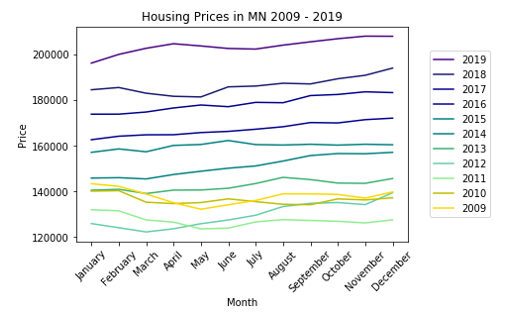 Housing Prices in MN 2009 - 2019
200000
180000
160000
140000
120000
Price
January
February
March
April
May
June
July
August
September
October
November
December
Month
2019
2018
2017
2016
2015
2014
2013
2012
2011
2010
2009